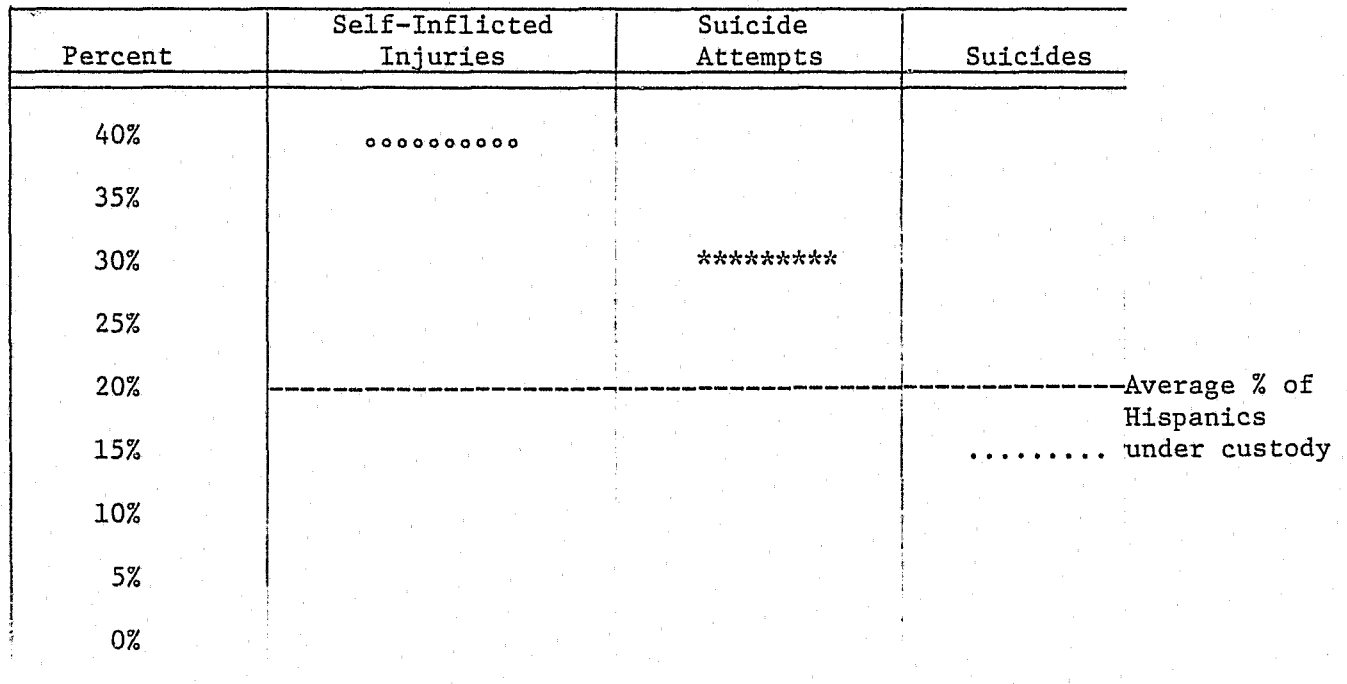 Self-Inflicted Suicide
Percent Injuries Attempts Suicides
40% oooooooooo
35%
30% *********
25%
20% Average % of
Hispanics
15% ......... under custody
10%
5%
0%